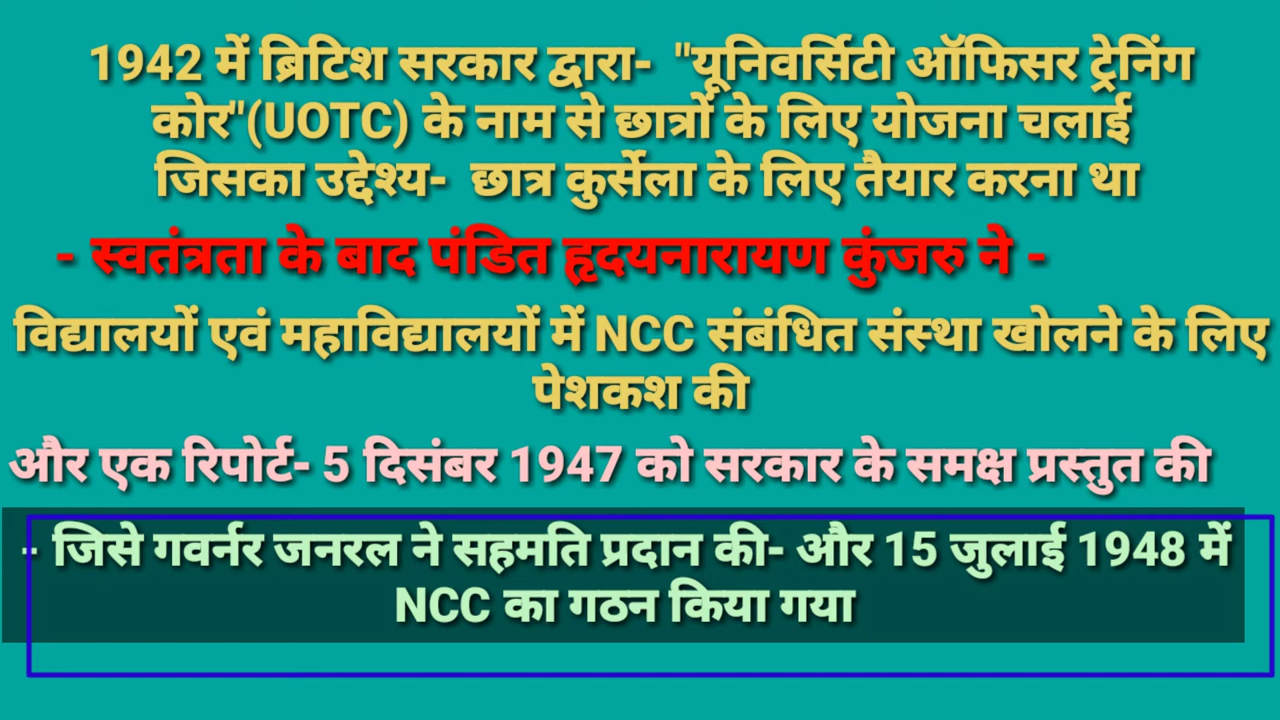 1942 में ब्रिटिश सरकार द्वारा- "यूनिवर्सिटी ऑफिसर ट्रेनिंग
कोर"(UOTC) के नाम से छात्रों के लिए योजना चलाई
जिसका उद्देश्य- छात्र कुर्सेला के लिए तैयार करना था
- स्वतंत्रता के बाद पंडित हृदयनारायण कुंजरु ने -
विद्यालयों एवं महाविद्यालयों में NCC संबंधित संस्था खोलने के लिए
पेशकश की
और एक रिपोर्ट- 5 दिसंबर 1947 को सरकार के समक्ष प्रस्तुत की
- जिसे गवर्नर जनरल ने सहमति प्रदान की- और 15 जुलाई 1948 में
NCC का गठन किया गया